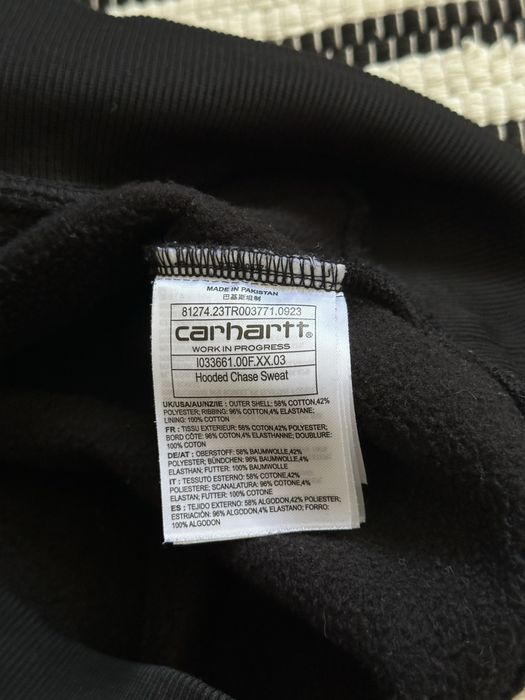 MADE IN PAKISTAN
巴基斯坦制
81274.23TR003771.0923
carhartt®
WORK IN PROGRESS
I033661.00F.XX.03
Hooded Chase Sweat
UK/USA/AU/NZ/IE : OUTER SHELL: 58% COTTON,42%
POLYESTER; RIBBING: 96% COTTON,4% ELASTANE;
LINING: 100% COTTON
FR : TISSU EXTERIEUR: 58% COTON,42% POLYESTER;
BORD CÔTE: 96% COTON,4% ELASTHANNE; DOUBLURE:
100% COTON
DE/AT : OBERSTOFF: 58% BAUMWOLLE,42%
POLYESTER; BÜNDCHEN: 96% BAUMWOLLE,4%
ELASTHAN; FUTTER: 100% BAUMWOLLE
IT : TESSUTO ESTERNO: 58% COTONE,42%
POLIESTERE; SCANALATURA: 96% COTONE,4%
ELASTAN; FUTTER: 100% COTONE
ES : TEJIDO EXTERNO: 58% ALGODON,42% POLIESTER;
ESTRIACIÓN: 96% ALGODON,4% ELASTANO; FORRO:
100% ALGODON